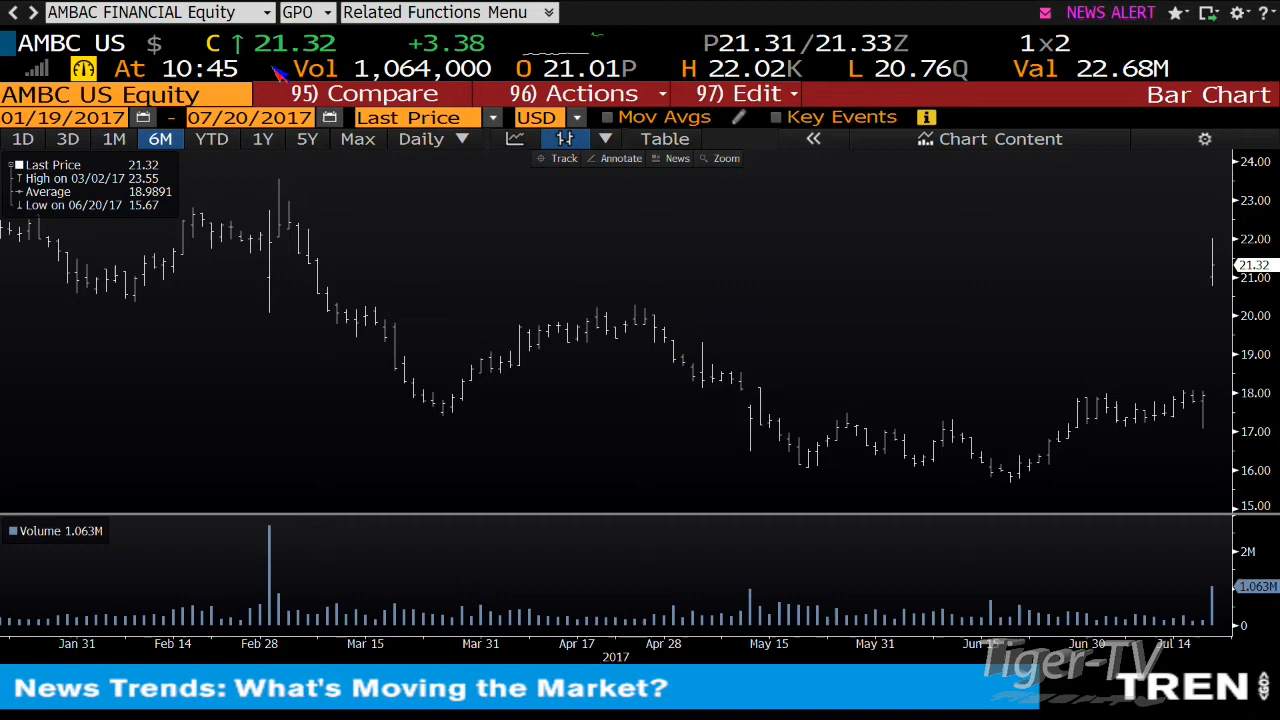 AMBAC FINANCIAL Equity GPO Related Functions Menu NEWS ALERT ?
AMBC US $ C ↑ 21.32 +3.38 P21.31/21.33Z 1x2
At 10:45 Vol 1,064,000 O 21.01P H 22.02K L 20.76Q Val 22.68M
AMBC US Equity 95) Compare 96) Actions 97) Edit Bar Chart
01/19/2017 - 07/20/2017 Last Price USD Mov Avgs Key Events i
1D 3D 1M 6M YTD 1Y 5Y Max Daily ▼ Table « Chart Content
Track Annotate News Zoom
Last Price 21.32
High on 03/02/17 23.55
Average 18.9891
Low on 06/20/17 15.67
24.00
23.00
22.00
21.32
21.00
20.00
19.00
18.00
17.00
16.00
15.00
Volume 1.063M
2M
1.063M
0
Jan 31 Feb 14 Feb 28 Mar 15 Mar 31 Apr 17 Apr 28 May 15 May 31 Jun 15 Jun 30 Jul 14
2017
Tiger-TV
News Trends: What's Moving the Market?
TREN